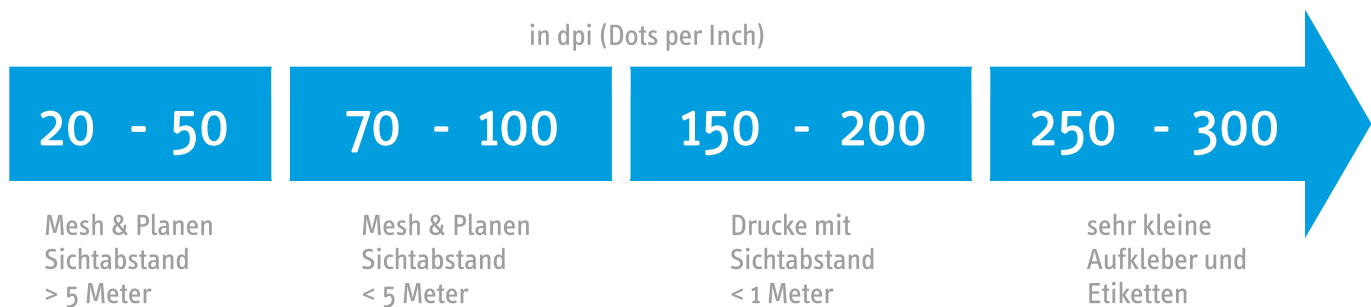 in dpi (Dots per Inch)
20 - 50
70 - 100
150 - 200
250 - 300
Mesh & Planen
Sichtabstand
> 5 Meter
Mesh & Planen
Sichtabstand
< 5 Meter
Drucke mit
Sichtabstand
< 1 Meter
sehr kleine
Aufkleber und
Etiketten